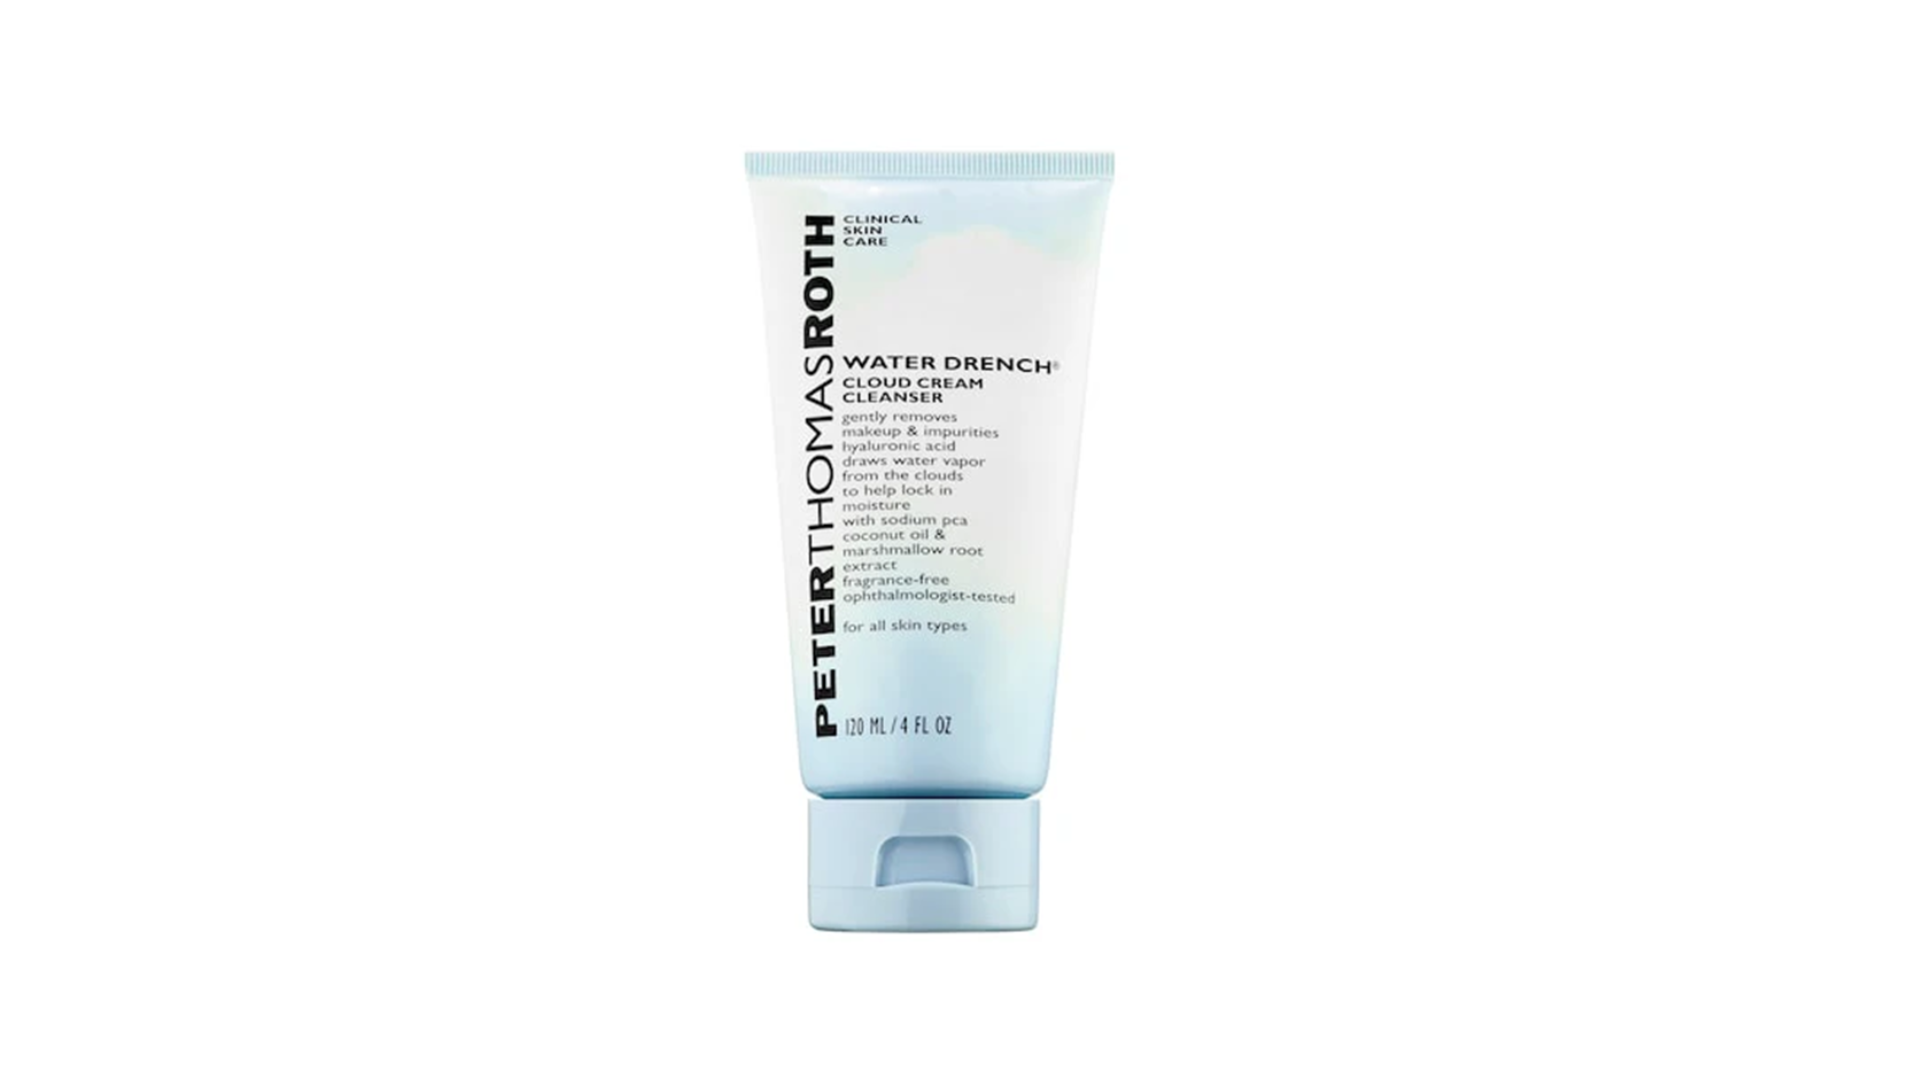 PETERTHOMASROTH
CLINICAL
SKIN
CARE
WATER DRENCH®
CLOUD CREAM
CLEANSER
gently removes
makeup & impurities
hyaluronic acid
draws water vapor
from the clouds
to help lock in
moisture
with sodium pca
coconut oil &
marshmallow root
extract
fragrance-free
ophthalmologist-tested
for all skin types
120 ML / 4 FL OZ